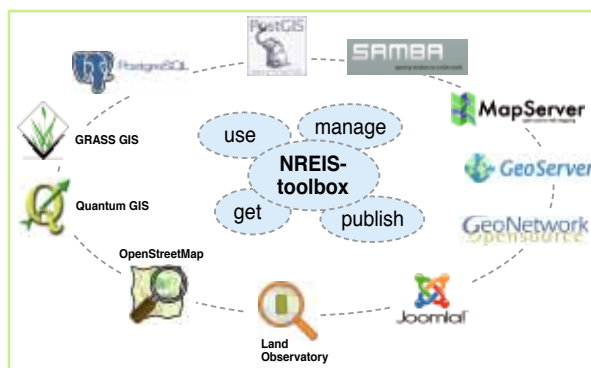 PostGIS
SAMBA
PostgreSQL
MapServer
GRASS GIS
use
manage
NREIS-
toolbox
GeoServer
Quantum GIS
get
publish
GeoNetwork
Opensource
OpenStreetMap
Joomla!
Land
Observatory